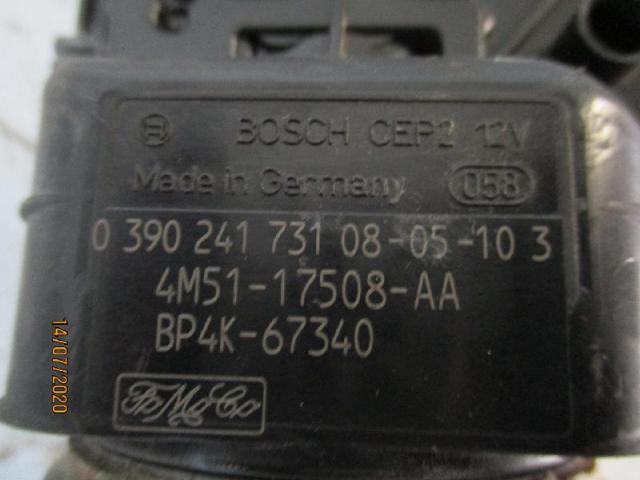 BOSCH CEP2 12V
Made in Germany 058
0 390 241 731 08-05-10 3
4M51-17508-AA
BP4K-67340
FoMoCo
14/07/2020